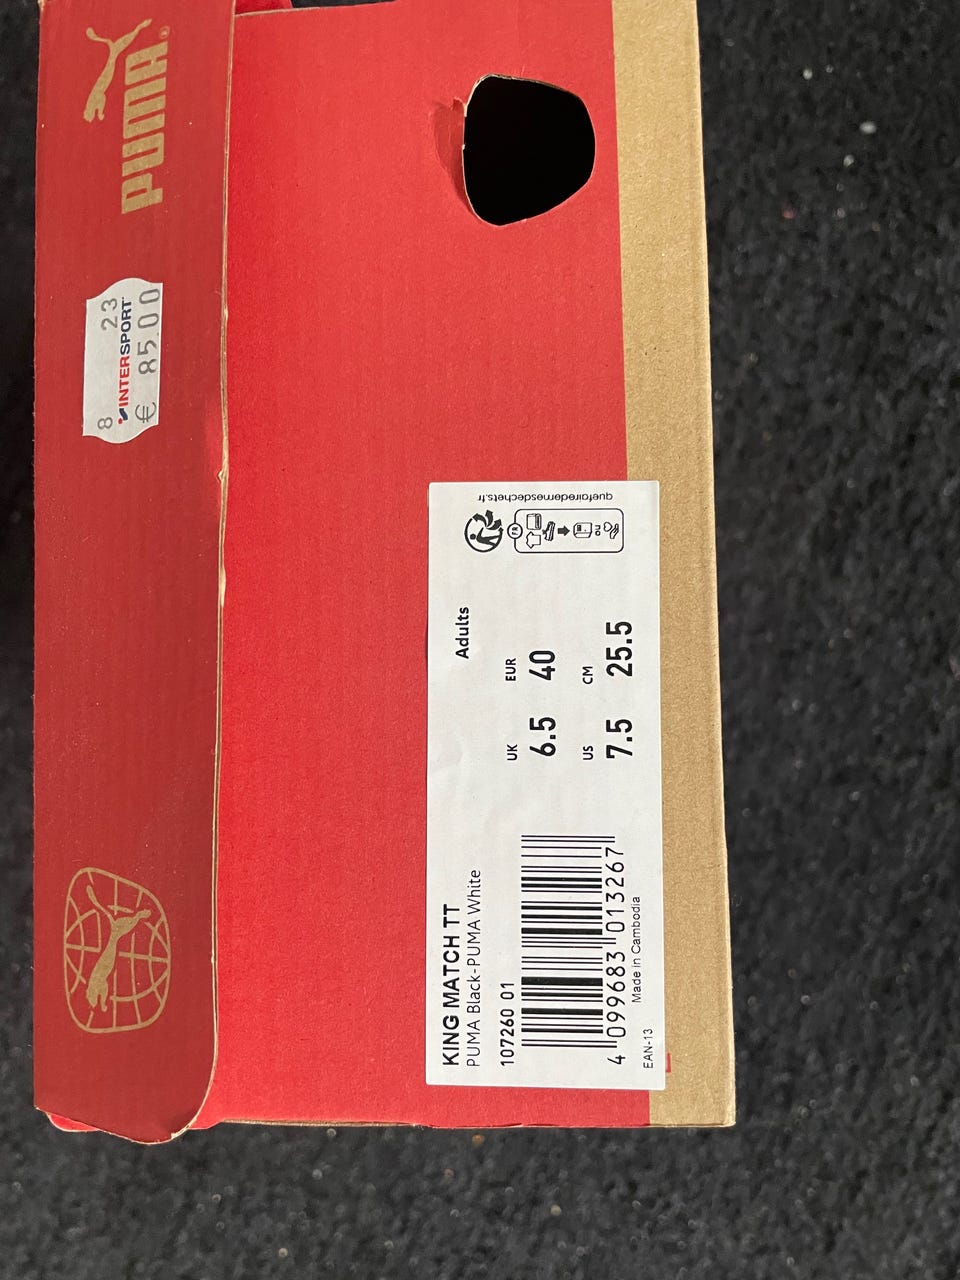 PUMA
8 23
INTERSPORT
€ 85.00
quefairedemesdechets.fr
FR
Adults
UK EUR
6.5 40
US CM
7.5 25.5
KING MATCH TT
PUMA Black-PUMA White
107260 01
4 099683 013267
EAN-13 Made in Cambodia